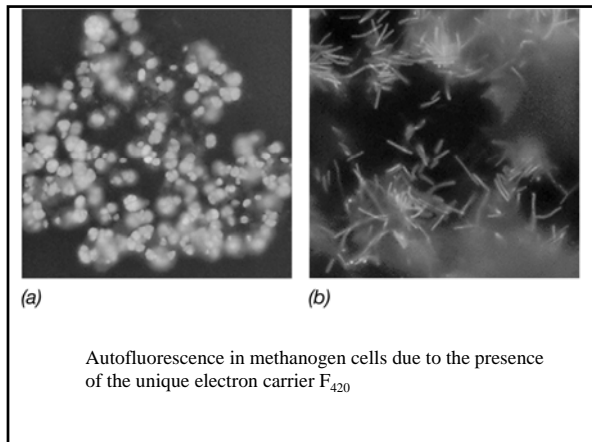 (a)
(b)
Autofluorescence in methanogen cells due to the presence
of the unique electron carrier F₄₂₀